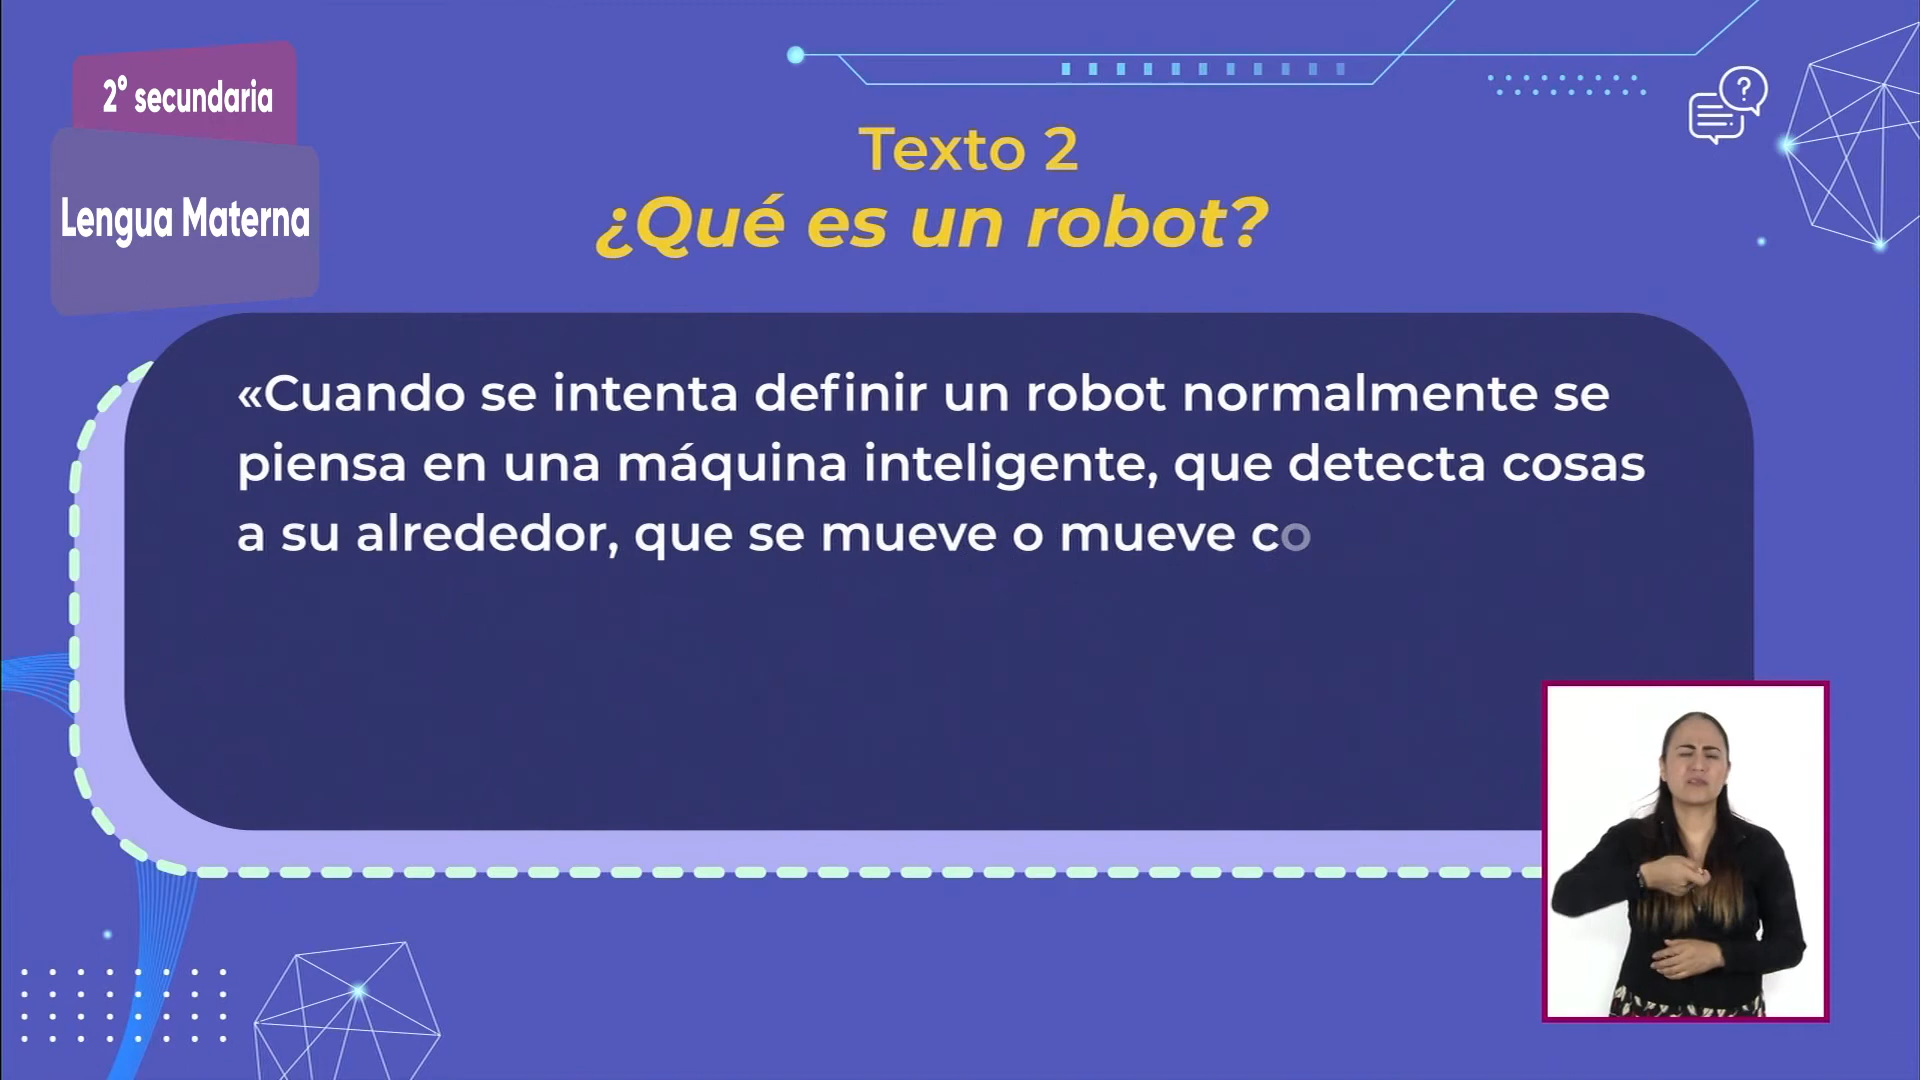 2º secundaria
Lengua Materna
Texto 2
¿Qué es un robot?
«Cuando se intenta definir un robot normalmente se
piensa en una máquina inteligente, que detecta cosas
a su alrededor, que se mueve o mueve co
?